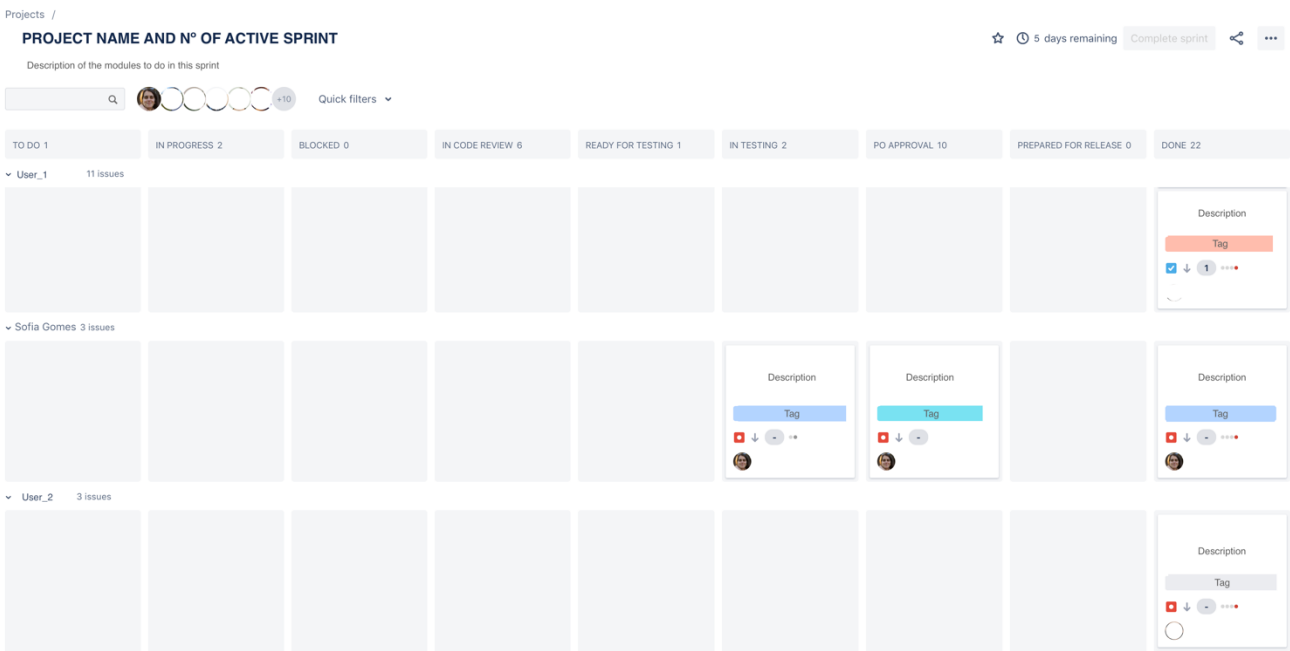 Projects /
PROJECT NAME AND Nº OF ACTIVE SPRINT
5 days remaining
Complete sprint
Description of the modules to do in this sprint
+10
Quick filters
TO DO 1
IN PROGRESS 2
BLOCKED 0
IN CODE REVIEW 6
READY FOR TESTING 1
IN TESTING 2
PO APPROVAL 10
PREPARED FOR RELEASE 0
DONE 22
User_1 11 issues
Description
Tag
1
Sofia Gomes 3 issues
Description
Tag
-
Description
Tag
-
Description
Tag
-
User_2 3 issues
Description
Tag
-